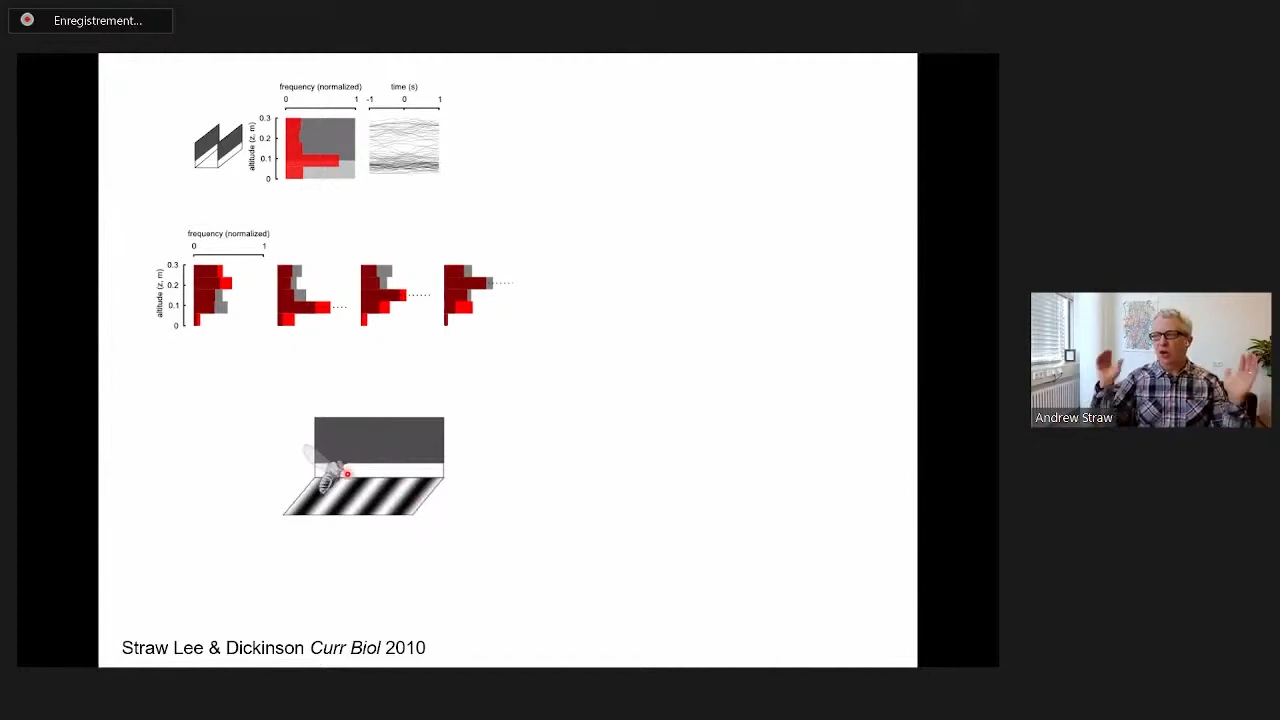 Enregistrement...
frequency (normalized) time (s)
0 1 -1 0 1
altitude (z, m)
0.3
0.2
0.1
0
frequency (normalized)
0 1
altitude (z, m)
0.3
0.2
0.1
0
Andrew Straw
Straw Lee & Dickinson Curr Biol 2010